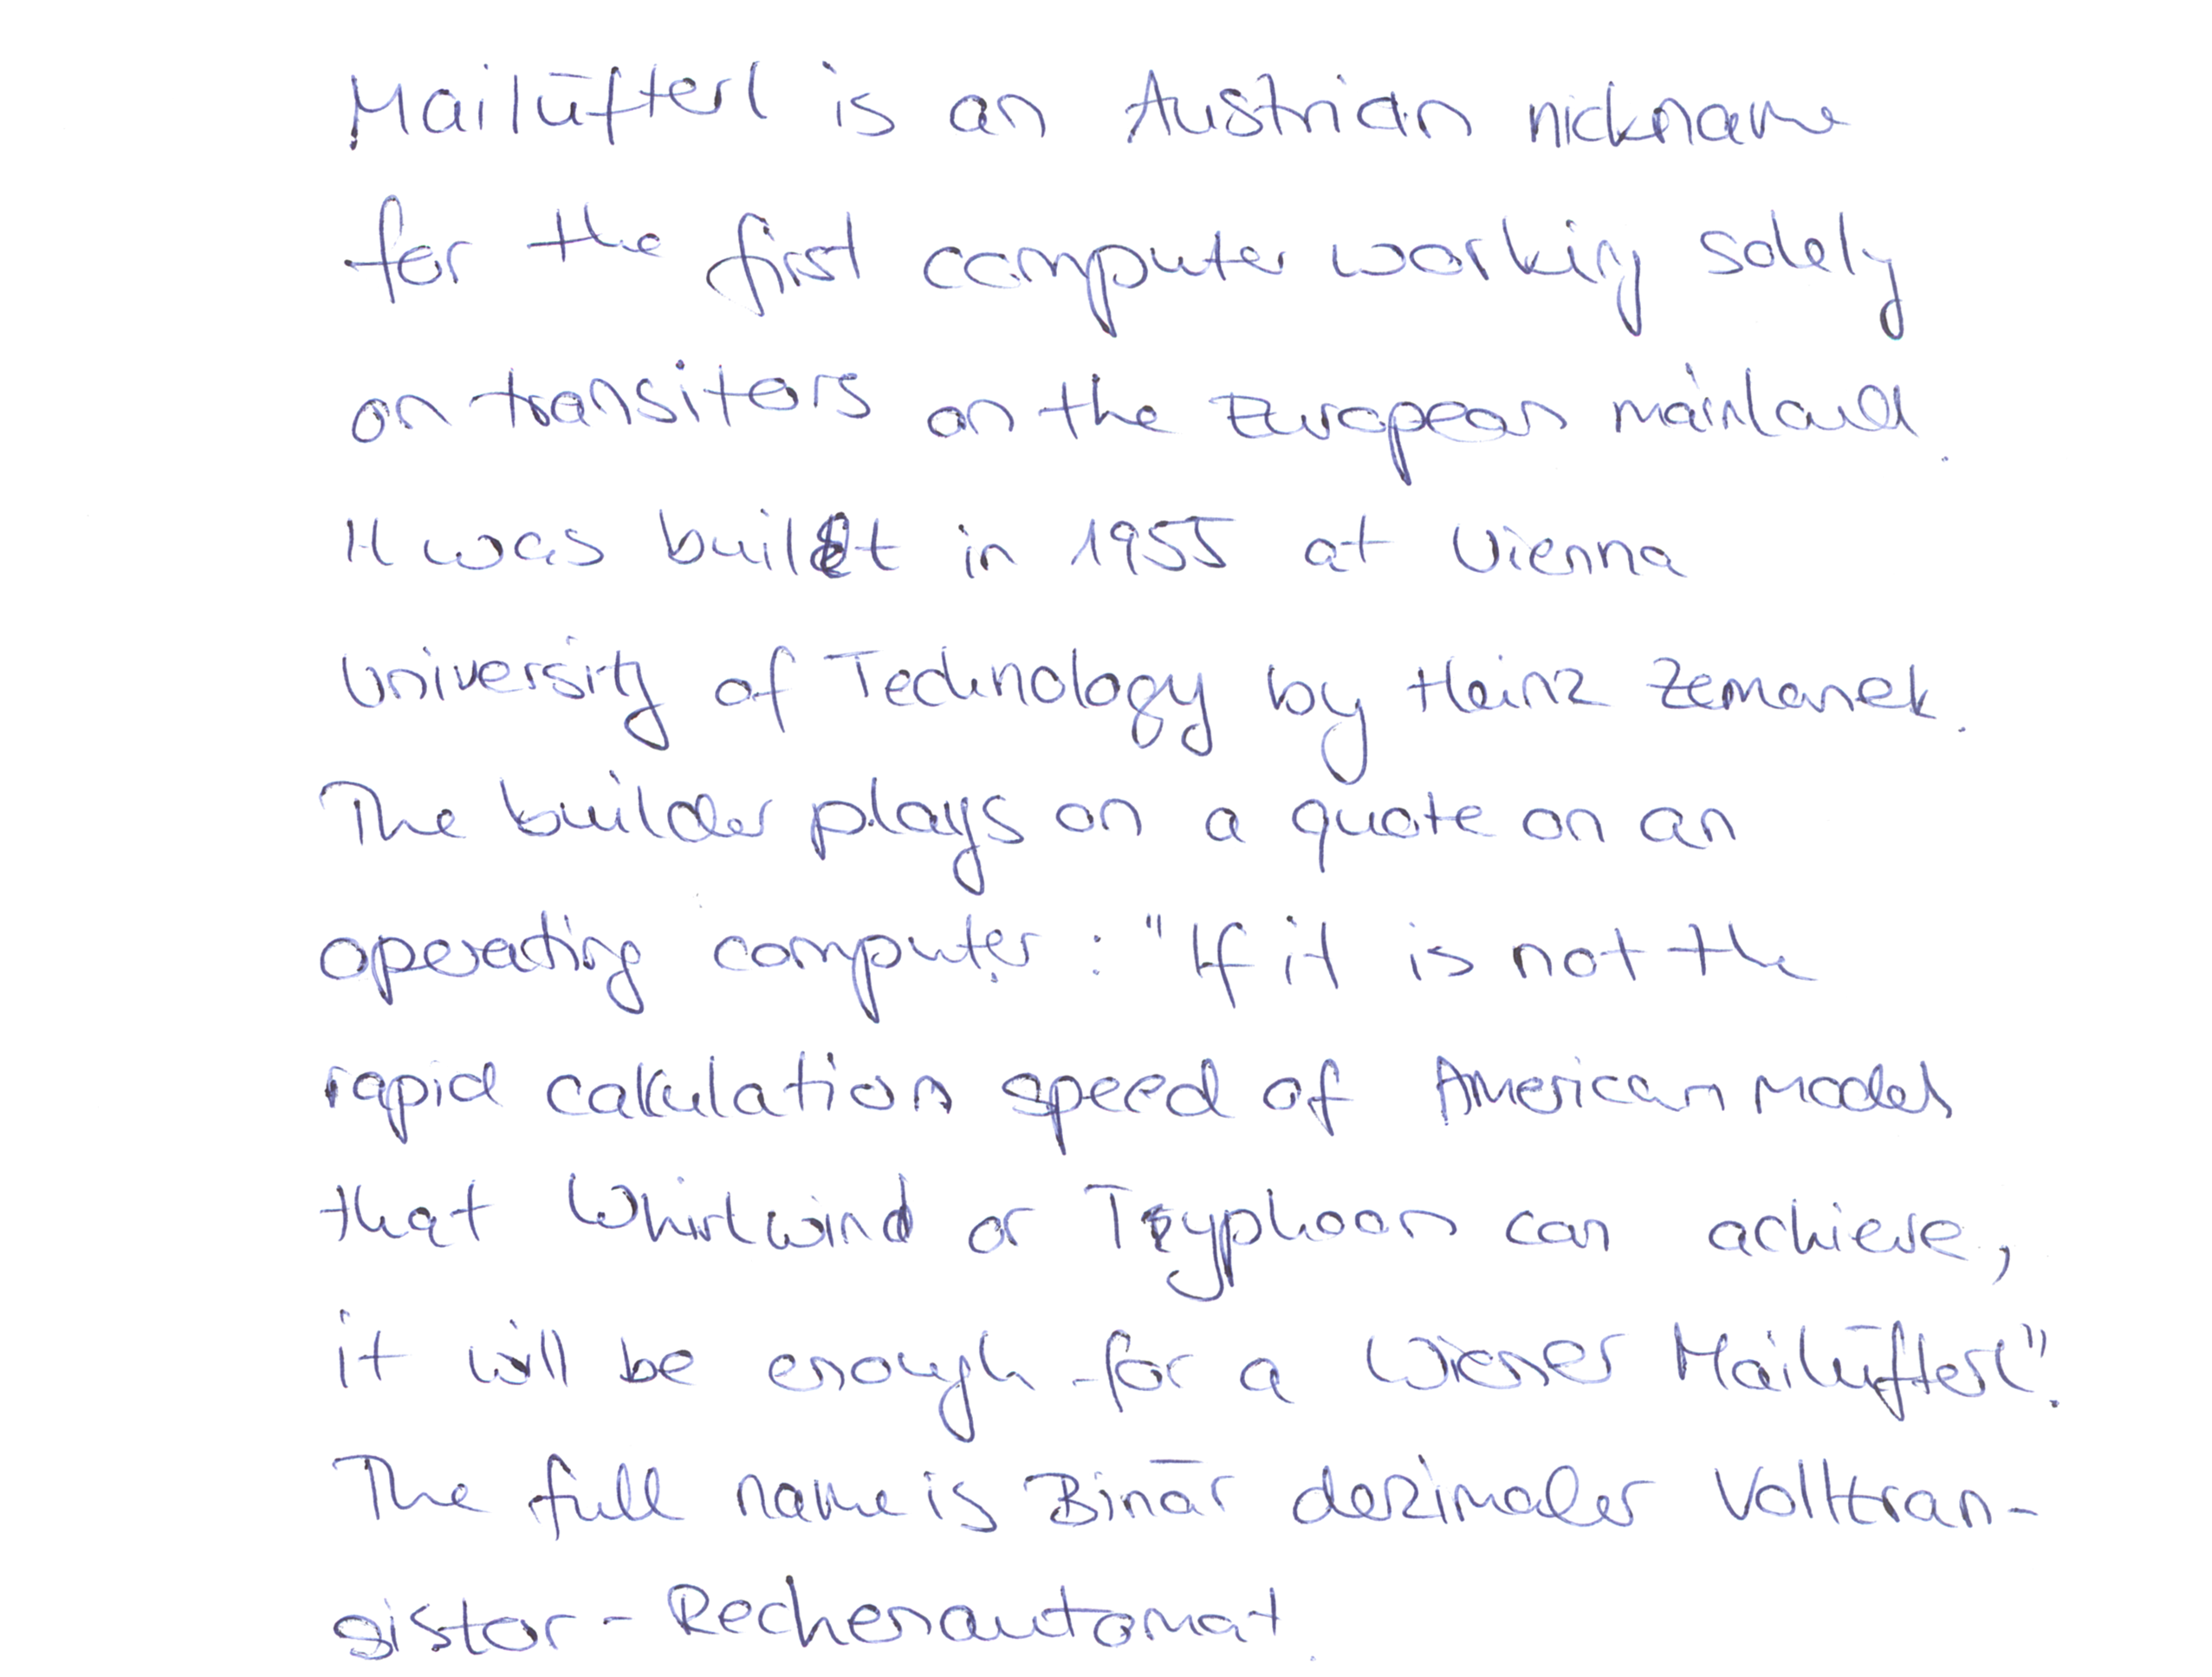 Mailüfterl is an Austrian nickname
for the first computer working solely
on transitors on the European mainland.
It was built in 1955 at Vienna
University of Technology by Heinz Zemanek.
The builder plays on a quote on an
operating computer: "If it is not the
rapid calculation speed of American models
that Whirlwind or Typhoon can achieve,
it will be enough for a Wiener Mailüfterl".
The full name is Binär dezimaler Volltran-
sistor-Rechenautomat.